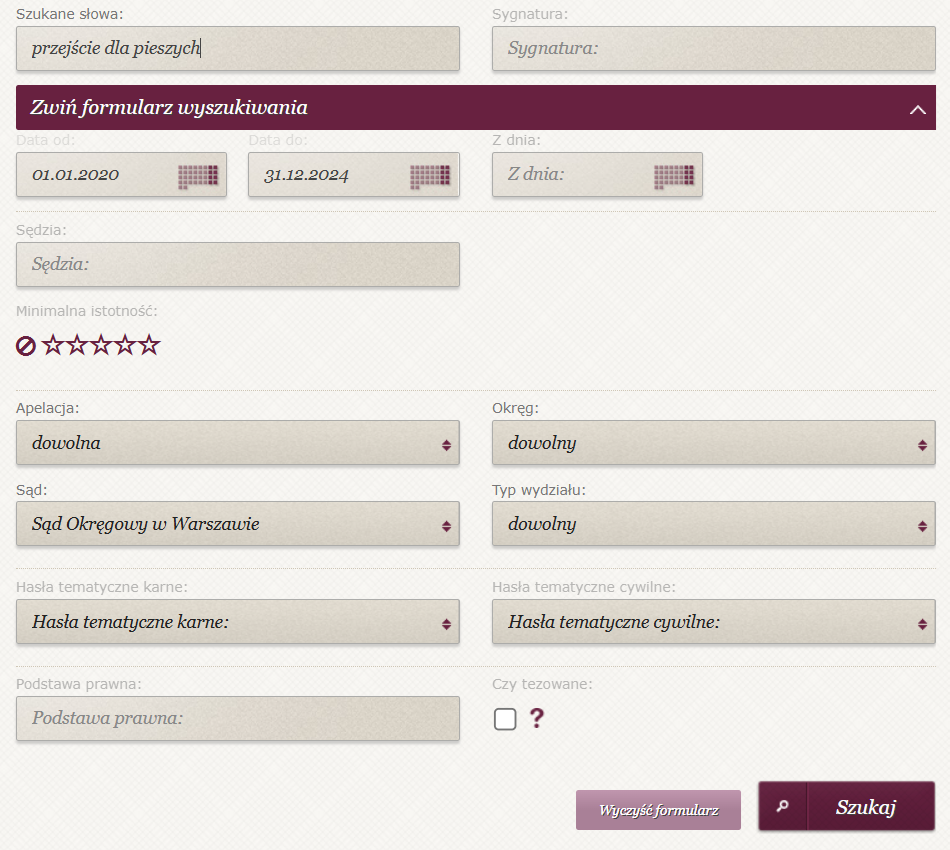 Szukane słowa: Sygnatura:
przejście dla pieszych Sygnatura:
Zwiń formularz wyszukiwania
Data od: Data do: Z dnia:
01.01.2020 31.12.2024 Z dnia:
Sędzia:
Sędzia:
Minimalna istotność:
Apelacja: Okręg:
dowolna dowolny
Sąd: Typ wydziału:
Sąd Okręgowy w Warszawie dowolny
Hasła tematyczne karne: Hasła tematyczne cywilne:
Hasła tematyczne karne: Hasła tematyczne cywilne:
Podstawa prawna: Czy tezowane:
Podstawa prawna: ?
Wyczyść formularz Szukaj